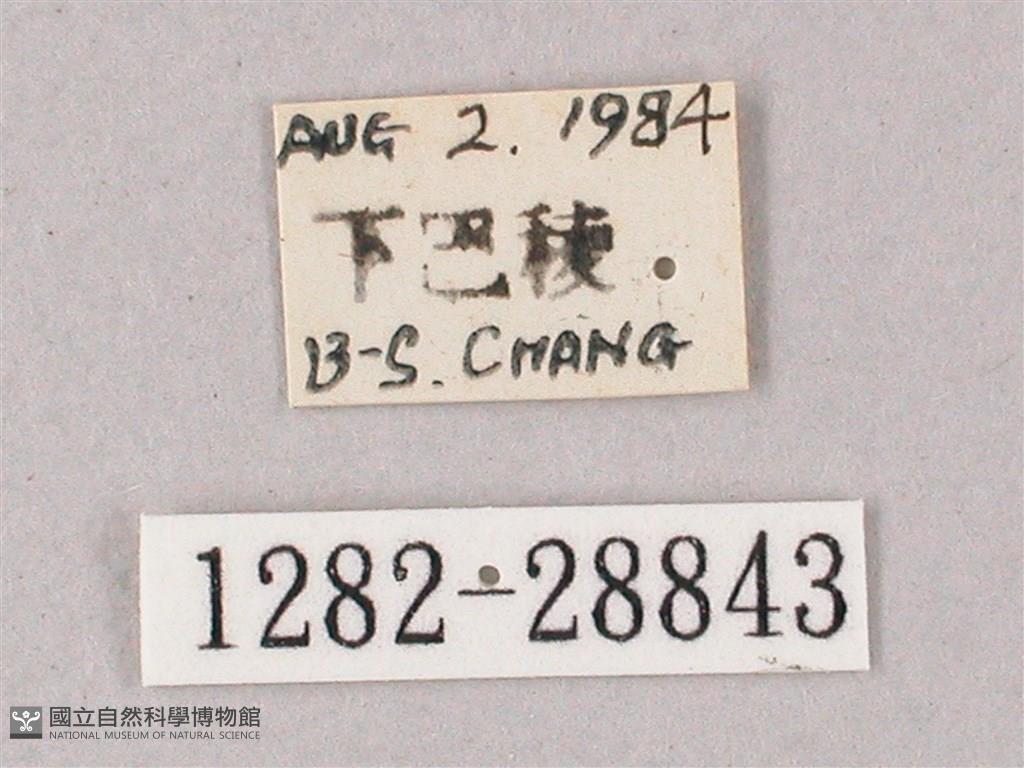 AUG 2. 1984
下巴稜
B-S. CHANG
1282-28843
國立自然科學博物館
NATIONAL MUSEUM OF NATURAL SCIENCE